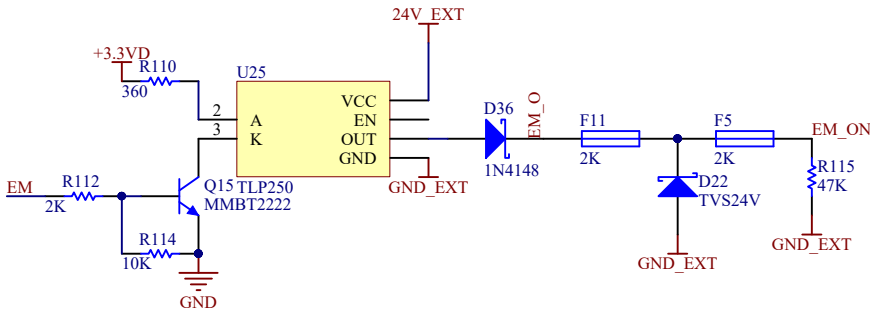 24V_EXT
+3.3VD
R110
360
U25
2
3
A
K
VCC
EN
OUT
GND
TLP250
GND_EXT
D36
1N4148
EM_O
F11
2K
F5
2K
EM_ON
R115
47K
GND_EXT
D22
TVS24V
GND_EXT
EM
R112
2K
Q15
MMBT2222
R114
10K
GND